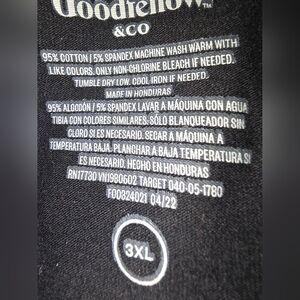 Goodfellow™
&CO
95% COTTON / 5% SPANDEX MACHINE WASH WARM WITH
LIKE COLORS. ONLY NON-CHLORINE BLEACH IF NEEDED.
TUMBLE DRY LOW. COOL IRON IF NEEDED.
MADE IN HONDURAS
95% ALGODÓN / 5% SPANDEX LAVAR A MÁQUINA CON AGUA
TIBIA CON COLORES SIMILARES. SÓLO BLANQUEADOR SIN
CLORO SI ES NECESARIO. SEGAR A MÁQUINA A
TEMPERATURA BAJA. PLANCHAR A BAJA TEMPERATURA SI
ES NECESARIO. HECHO EN HONDURAS
RN17730 VN1980602 TARGET 040-05-1780
F00324021 04/22
3XL